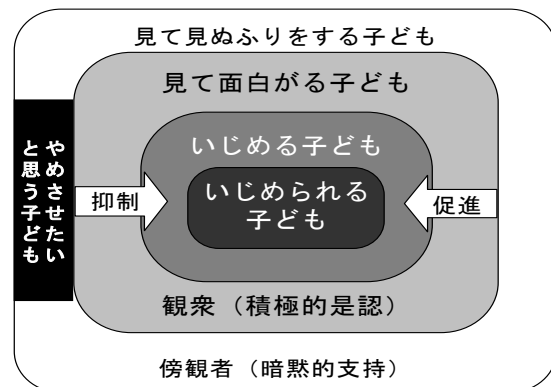 見て見ぬふりをする子ども
見て面白がる子ども
いじめる子ども
いじめられる
子ども
やめさせたい
と思う子ども
抑制
促進
観衆（積極的是認）
傍観者（暗黙的支持）